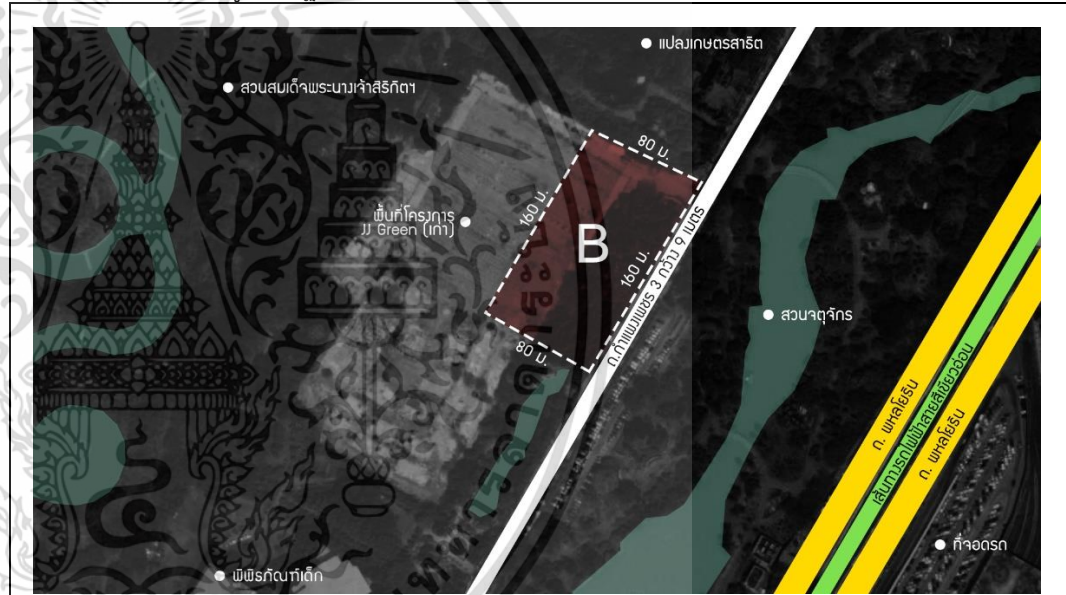 แปลงเกษตรสาธิต
สวนสมเด็จพระนางเจ้าสิริกิตฯ
80 ม.
160 ม.
พื้นที่โครงการ
JJ Green (เก่า)
B
160 ม.
ถ.กำแพงเพชร 3 กว้าง 9 เมตร
80 ม.
สวนจตุจักร
ถ. พหลโยธิน
เส้นทางรถไฟฟ้าสายสีเขียวอ่อน
ถ. พหลโยธิน
ที่จอดรถ
พิพิธภัณฑ์เด็ก